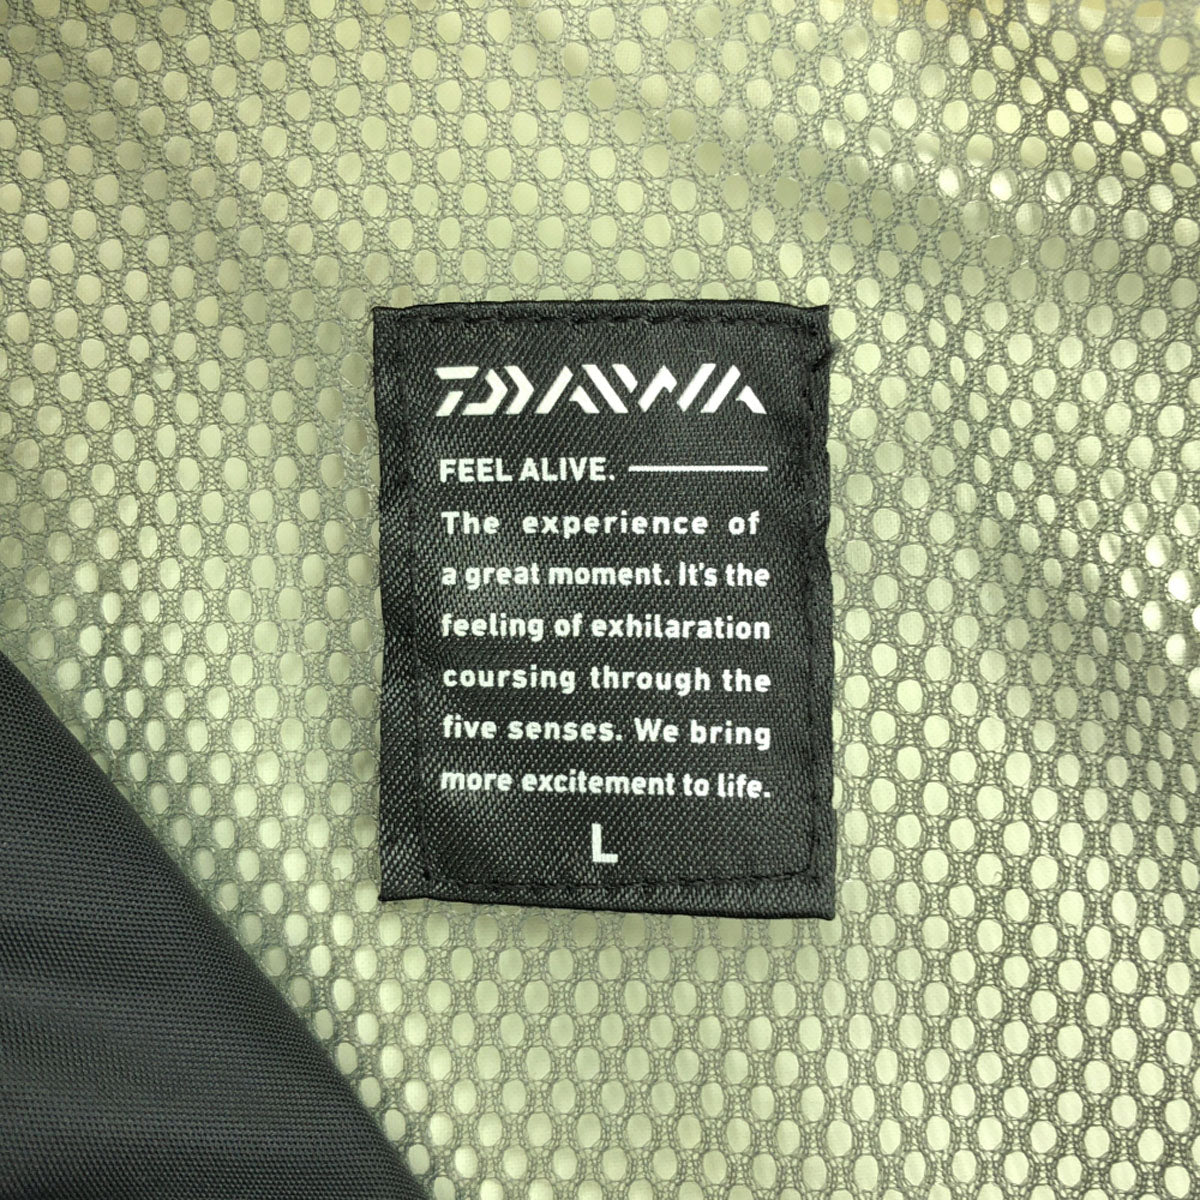 DAIWA
FEEL ALIVE.
The experience of
a great moment. It's the
feeling of exhilaration
coursing through the
five senses. We bring
more excitement to life.
L